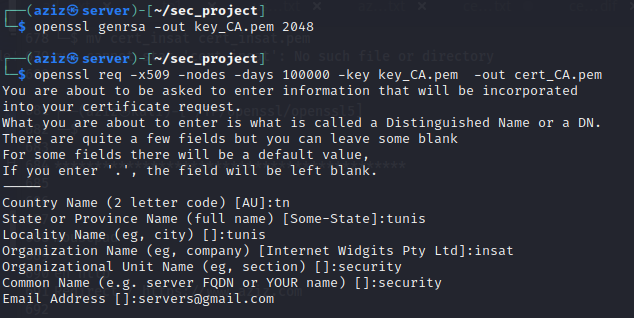 ┌──(aziz㉿server)-[~/sec_project]
└─$ openssl genrsa -out key_CA.pem 2048
┌──(aziz㉿server)-[~/sec_project]
└─$ openssl req -x509 -nodes -days 100000 -key key_CA.pem  -out cert_CA.pem
You are about to be asked to enter information that will be incorporated
into your certificate request.
What you are about to enter is what is called a Distinguished Name or a DN.
There are quite a few fields but you can leave some blank
For some fields there will be a default value,
If you enter '.', the field will be left blank.
-----
Country Name (2 letter code) [AU]:tn
State or Province Name (full name) [Some-State]:tunis
Locality Name (eg, city) []:tunis
Organization Name (eg, company) [Internet Widgits Pty Ltd]:insat
Organizational Unit Name (eg, section) []:security
Common Name (e.g. server FQDN or YOUR name) []:security
Email Address []:servers@gmail.com